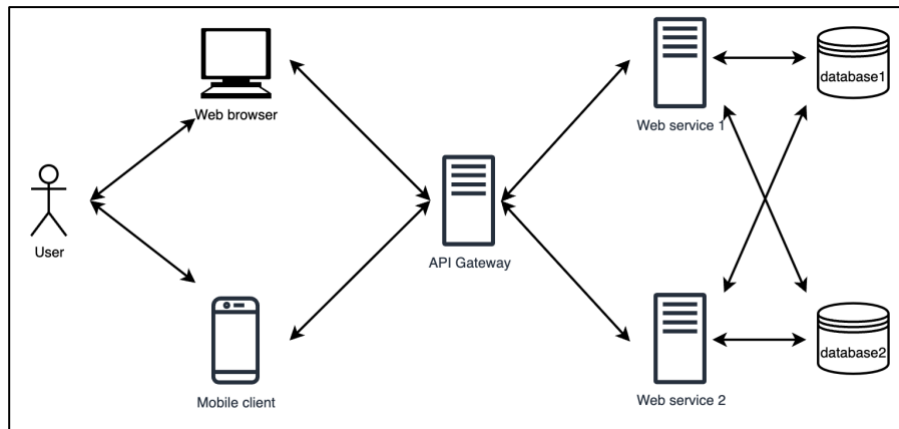 Web browser
User
Mobile client
API Gateway
Web service 1
Web service 2
database1
database2